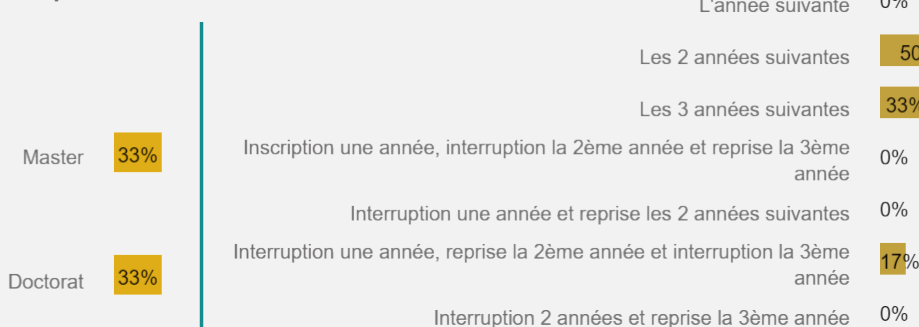 L'année suivante 0%
Les 2 années suivantes 50
Les 3 années suivantes 33%
Master 33%
Inscription une année, interruption la 2ème année et reprise la 3ème
année 0%
Interruption une année et reprise les 2 années suivantes 0%
Interruption une année, reprise la 2ème année et interruption la 3ème
année 17%
Doctorat 33%
Interruption 2 années et reprise la 3ème année 0%